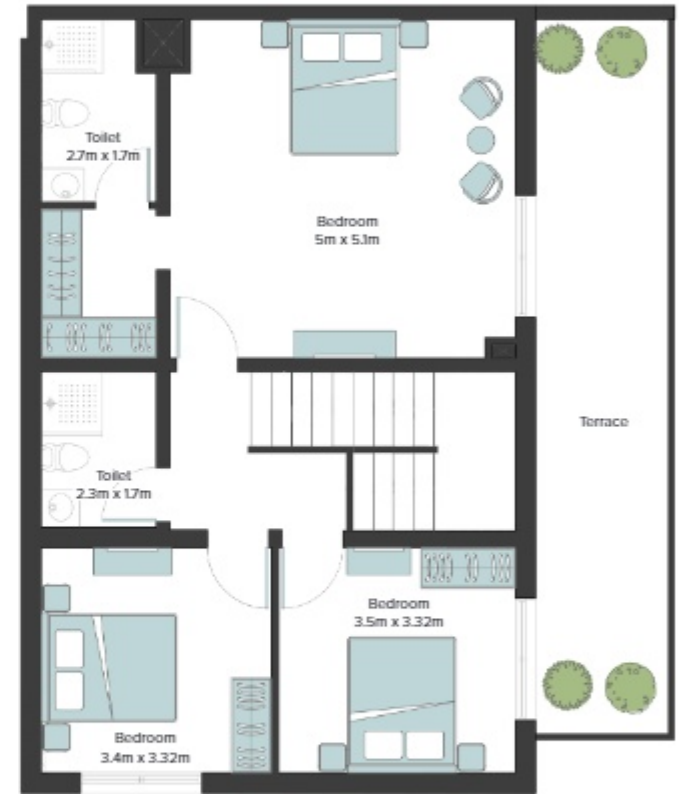 Toilet
2.7m x 1.7m
Bedroom
5m x 5.1m
Terrace
Toilet
2.3m x 1.7m
Bedroom
3.5m x 3.32m
Bedroom
3.4m x 3.32m